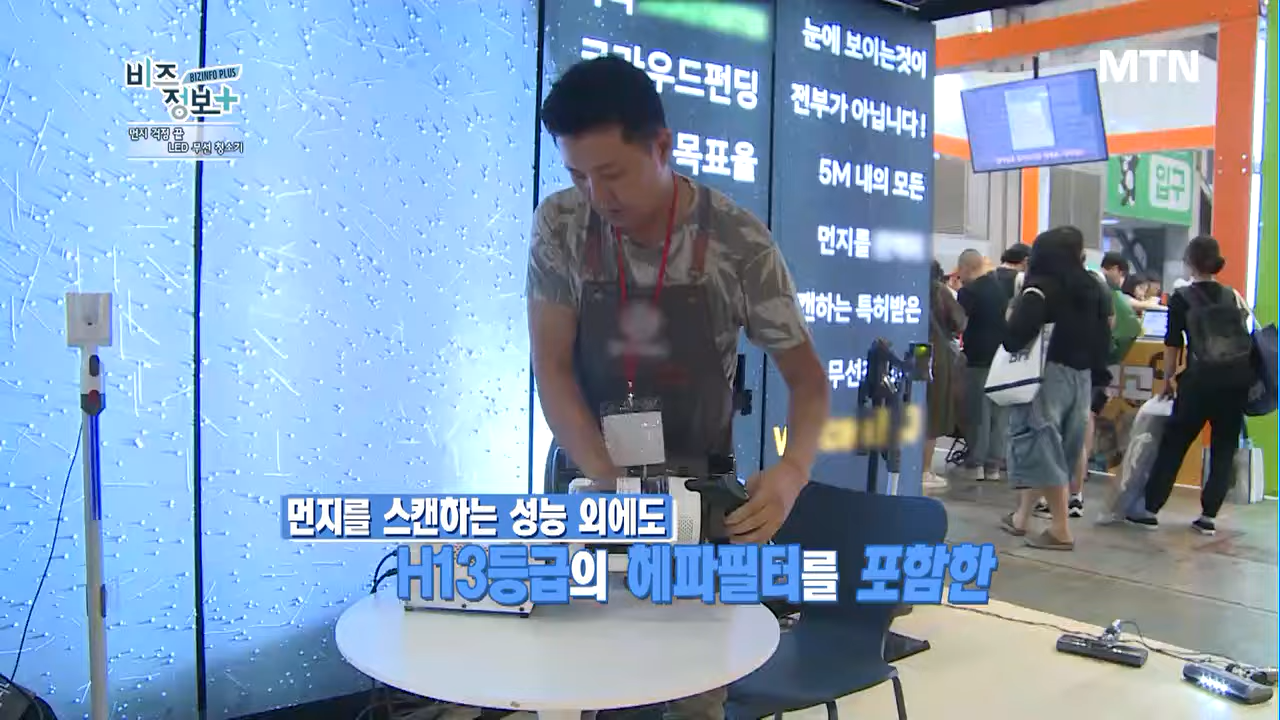 비즈 BIZINFO PLUS
정보+
먼지 걱정 끝
LED 무선 청소기
MTN
크라우드펀딩
목표율
눈에 보이는것이
전부가 아닙니다!
5M 내의 모든
먼지를
캔하는 특허받은
무선
입구
먼지를 스캔하는 성능 외에도
H13등급의 헤파필터를 포함한